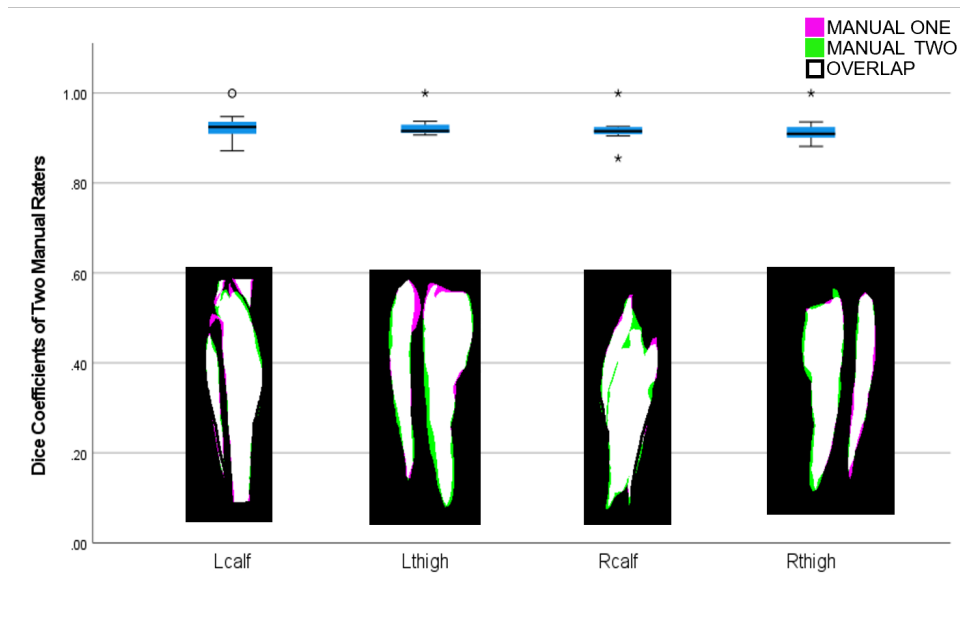 MANUAL ONE
MANUAL TWO
OVERLAP
Dice Coefficients of Two Manual Raters
1.00
.80
.60
.40
.20
.00
Lcalf
Lthigh
Rcalf
Rthigh